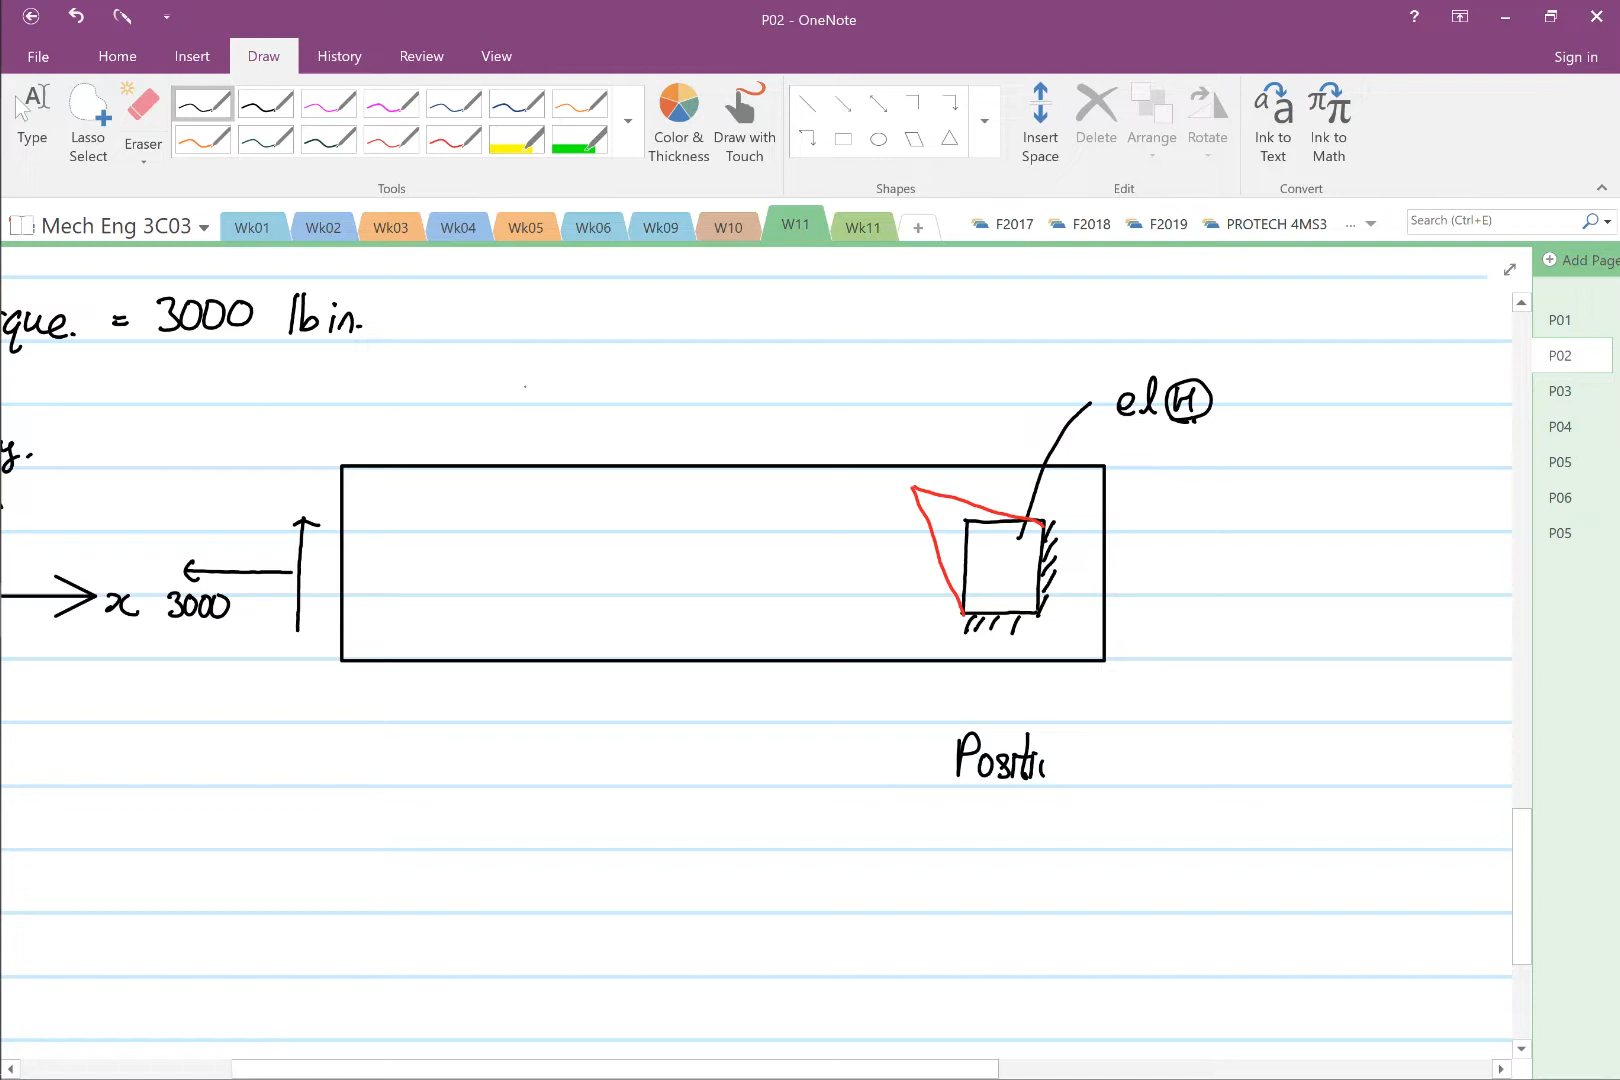 P02 - OneNote
File Home Insert Draw History Review View
Sign in
Type
Lasso Select
Eraser
Color & Thickness
Draw with Touch
Insert Space
Delete
Arrange
Rotate
Ink to Text
Ink to Math
Tools
Shapes
Edit
Convert
Mech Eng 3C03
Wk01 Wk02 Wk03 Wk04 Wk05 Wk06 Wk09 W10 W11 Wk11 +
F2017 F2018 F2019 PROTECH 4MS3 ...
Search (Ctrl+E)
Add Page
P01
P02
P03
P04
P05
P06
P05
que. = 3000 lb in.
el H
y.
x 3000
Positi